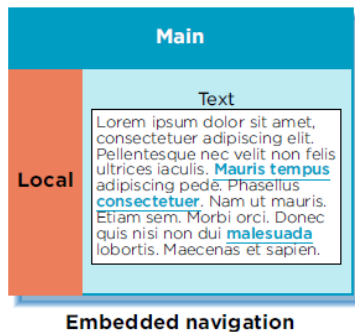 Main
Local
Text
Lorem ipsum dolor sit amet,
consectetuer adipiscing elit.
Pellentesque nec velit non felis
ultrices iaculis. Mauris tempus
adipiscing pede. Phasellus
consectetuer. Nam ut mauris.
Etiam sem. Morbi orci. Donec
quis nisi non dui malesuada
lobortis. Maecenas et sapien.
Embedded navigation